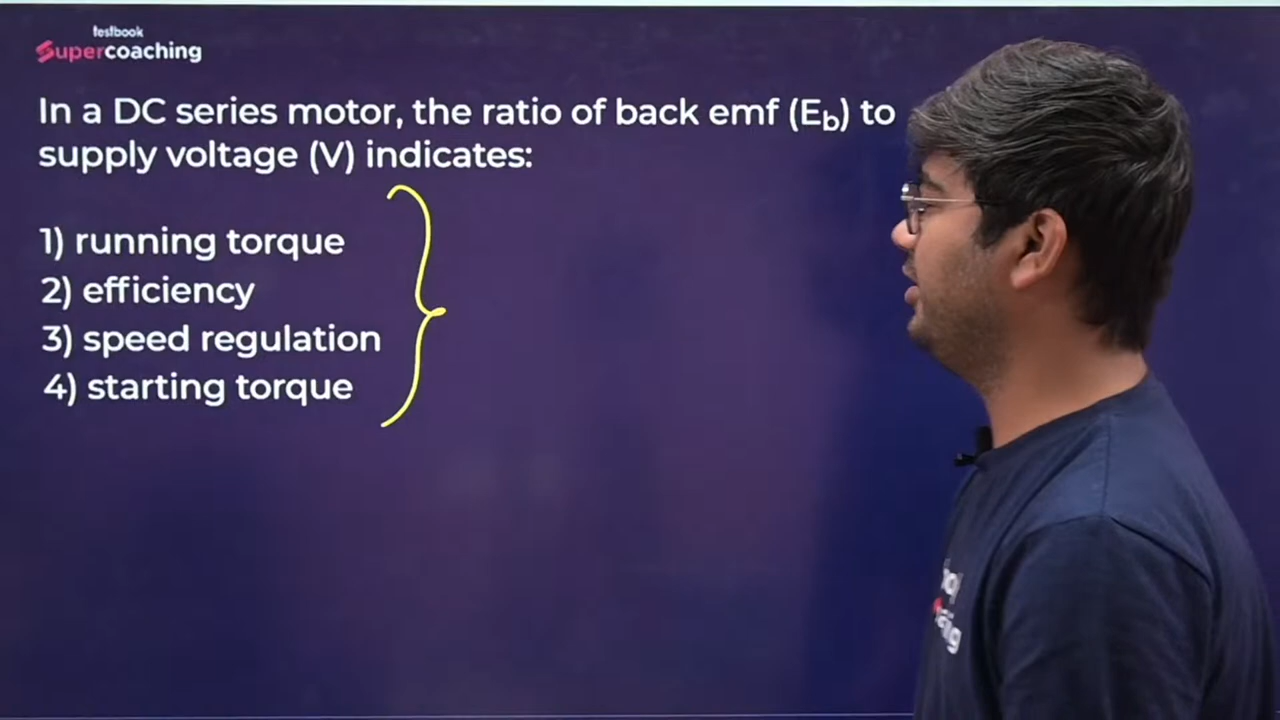 testbook
Supercoaching
In a DC series motor, the ratio of back emf (E_b) to
supply voltage (V) indicates:
1) running torque
2) efficiency
3) speed regulation
4) starting torque